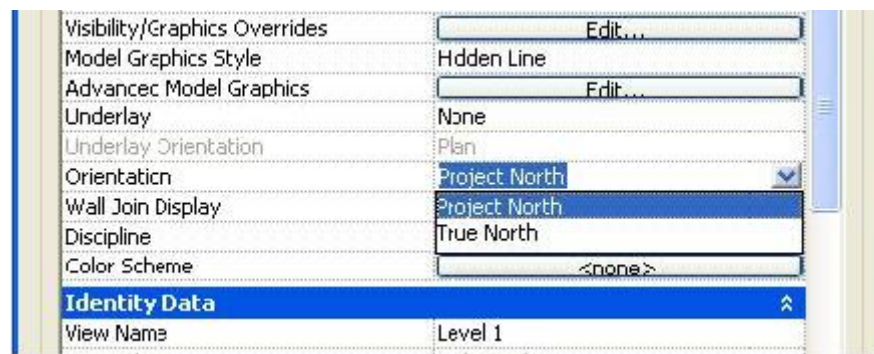 Visibility/Graphics Overrides Edit...
Model Graphics Style Hdden Line
Advancec Model Graphics Edit...
Underlay None
Underlay Orientation Plan
Orientation Project North
Wall Join Display Project North
Discipline True North
Color Scheme <none>
Identity Data
View Name Level 1